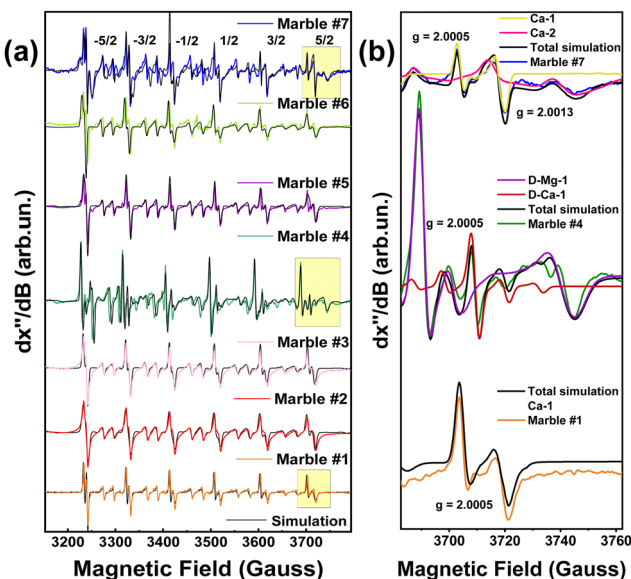 (a)
Marble #7
-5/2 -3/2 -1/2 1/2 3/2 5/2
Marble #6
Marble #5
Marble #4
Marble #3
Marble #2
Marble #1
Simulation
dx''/dB (arb.un.)
3200 3300 3400 3500 3600 3700
Magnetic Field (Gauss)
(b)
Ca-1
Ca-2
Total simulation
Marble #7
g = 2.0005
g = 2.0013
D-Mg-1
D-Ca-1
Total simulation
Marble #4
g = 2.0005
Total simulation
Ca-1
Marble #1
g = 2.0005
dx''/dB (arb.un.)
3700 3720 3740 3760
Magnetic Field (Gauss)